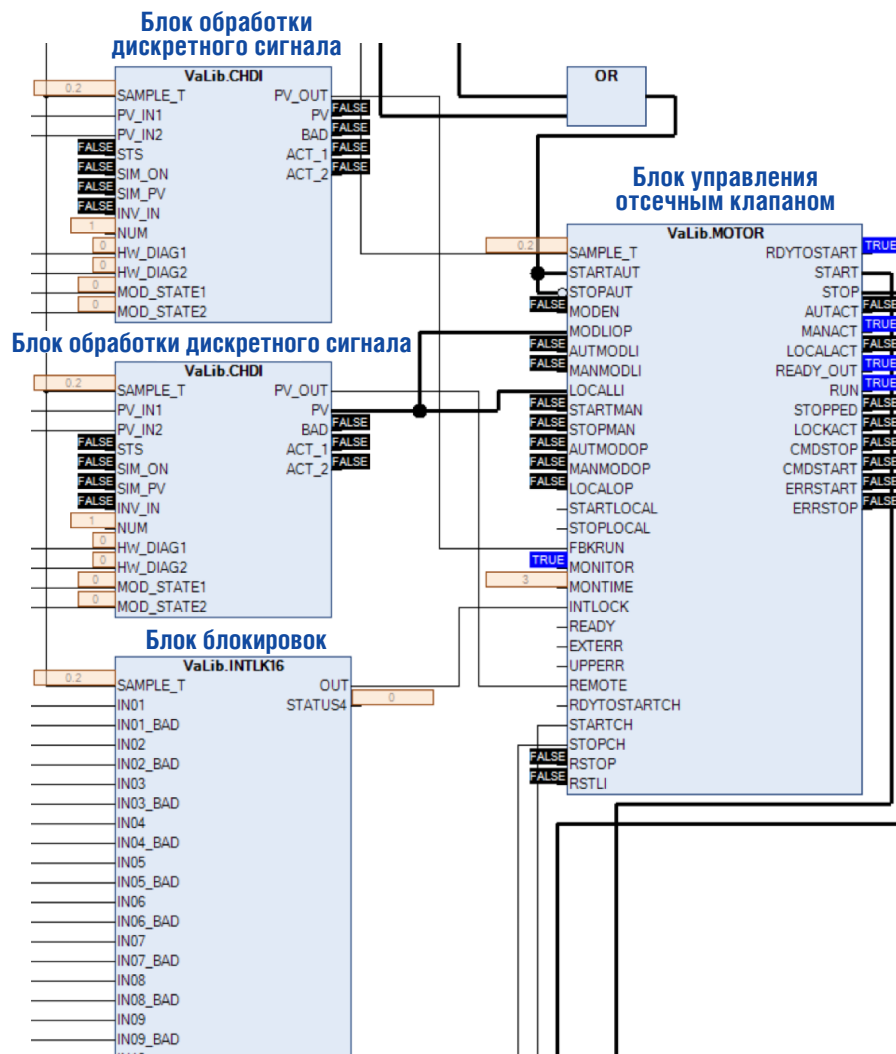 Блок обработки
дискретного сигнала
VaLib.CHDI
0.2
SAMPLE_T
PV_OUT
PV_IN1
PV
FALSE
PV_IN2
BAD
FALSE
FALSE
STS
ACT_1
FALSE
FALSE
SIM_ON
ACT_2
FALSE
FALSE
SIM_PV
FALSE
INV_IN
1
NUM
0
HW_DIAG1
0
HW_DIAG2
0
MOD_STATE1
0
MOD_STATE2
OR
Блок обработки дискретного сигнала
VaLib.CHDI
0.2
SAMPLE_T
PV_OUT
PV_IN1
PV
PV_IN2
BAD
FALSE
FALSE
STS
ACT_1
FALSE
FALSE
SIM_ON
ACT_2
FALSE
FALSE
SIM_PV
FALSE
INV_IN
1
NUM
0
HW_DIAG1
0
HW_DIAG2
0
MOD_STATE1
0
MOD_STATE2
Блок блокировок
VaLib.INTLK16
0.2
SAMPLE_T
OUT
IN01
STATUS4
0
IN01_BAD
IN02
IN02_BAD
IN03
IN03_BAD
IN04
IN04_BAD
IN05
IN05_BAD
IN06
IN06_BAD
IN07
IN07_BAD
IN08
IN08_BAD
IN09
IN09_BAD
Блок управления
отсечным клапаном
VaLib.MOTOR
0.2
SAMPLE_T
RDYTOSTART
TRUE
STARTAUT
START
STOPAUT
STOP
FALSE
MODEN
AUTACT
FALSE
MODLIOP
MANACT
TRUE
FALSE
AUTMODLI
LOCALACT
FALSE
FALSE
MANMODLI
READY_OUT
TRUE
LOCALLI
RUN
TRUE
FALSE
STARTMAN
STOPPED
FALSE
FALSE
STOPMAN
LOCKACT
FALSE
FALSE
AUTMODOP
CMDSTOP
FALSE
FALSE
MANMODOP
CMDSTART
FALSE
FALSE
LOCALOP
ERRSTART
FALSE
STARTLOCAL
ERRSTOP
FALSE
STOPLOCAL
FBKRUN
TRUE
MONITOR
3
MONTIME
INTLOCK
READY
EXTERR
UPPERR
REMOTE
RDYTOSTARTCH
STARTCH
STOPCH
FALSE
RSTOP
FALSE
RSTLI